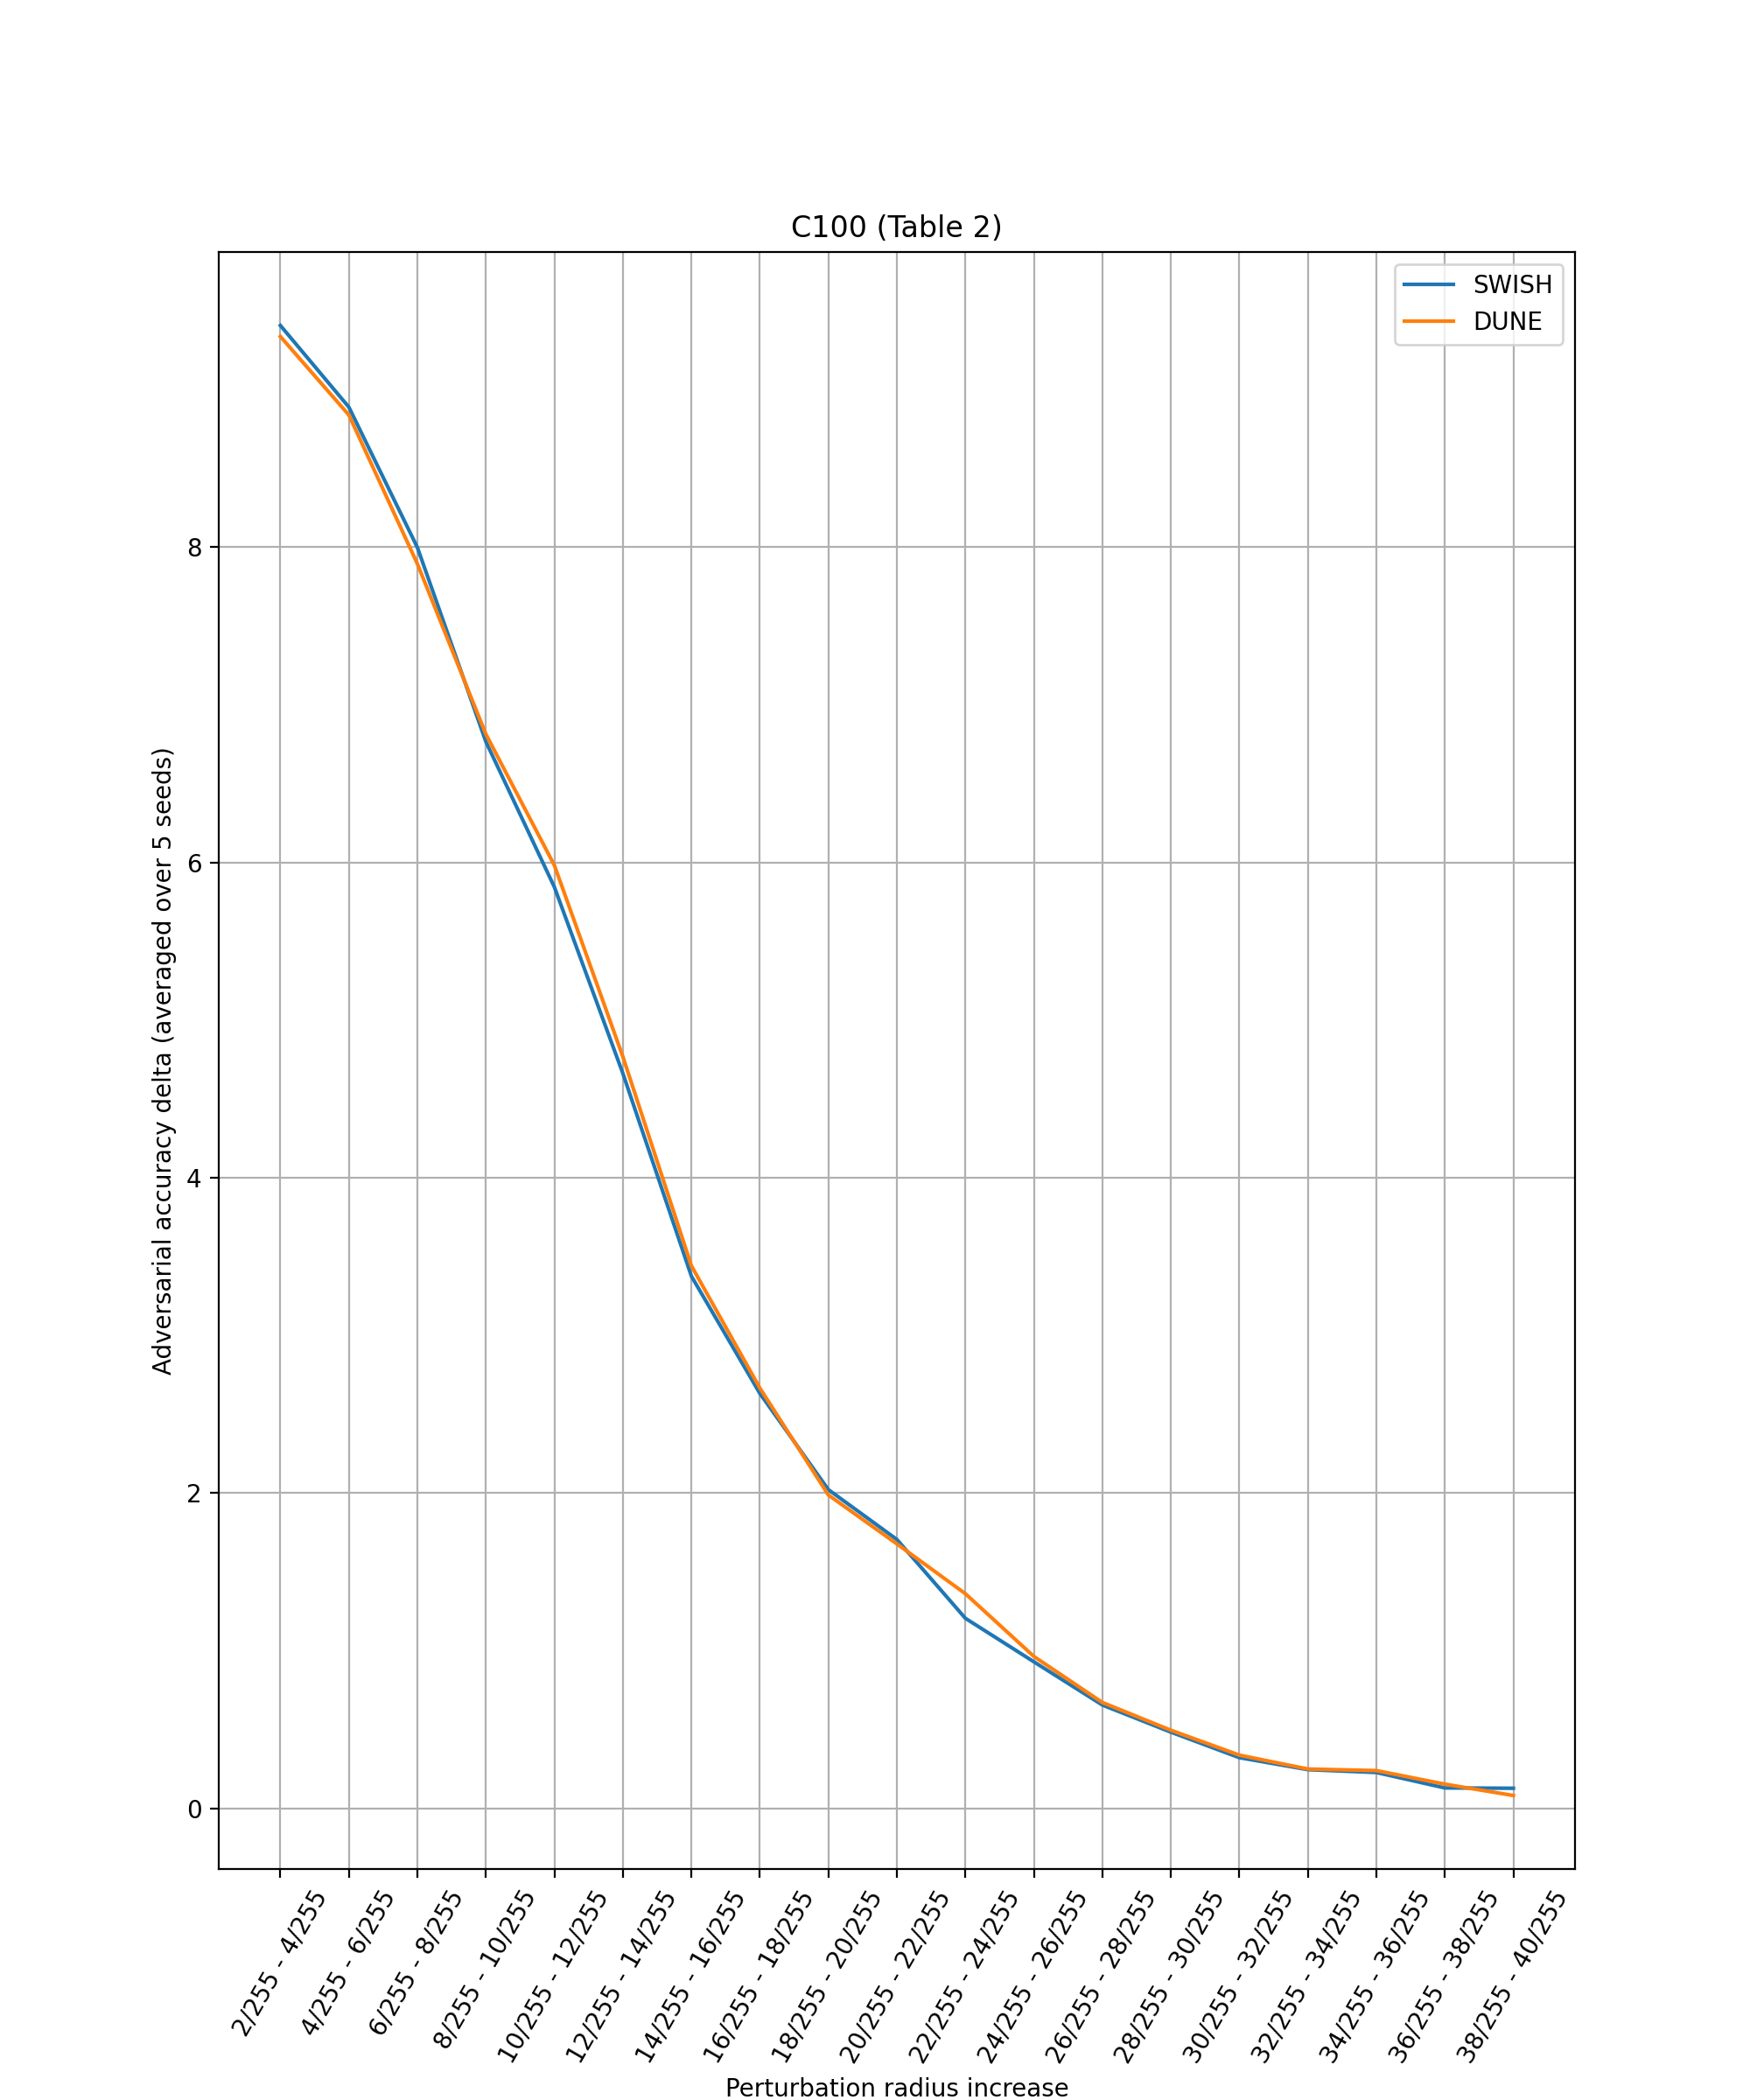 C100 (Table 2)
SWISH
DUNE
Adversarial accuracy delta (averaged over 5 seeds)
8
6
4
2
0
2/255 - 4/255
4/255 - 6/255
6/255 - 8/255
8/255 - 10/255
10/255 - 12/255
12/255 - 14/255
14/255 - 16/255
16/255 - 18/255
18/255 - 20/255
20/255 - 22/255
22/255 - 24/255
24/255 - 26/255
26/255 - 28/255
28/255 - 30/255
30/255 - 32/255
32/255 - 34/255
34/255 - 36/255
36/255 - 38/255
38/255 - 40/255
Perturbation radius increase